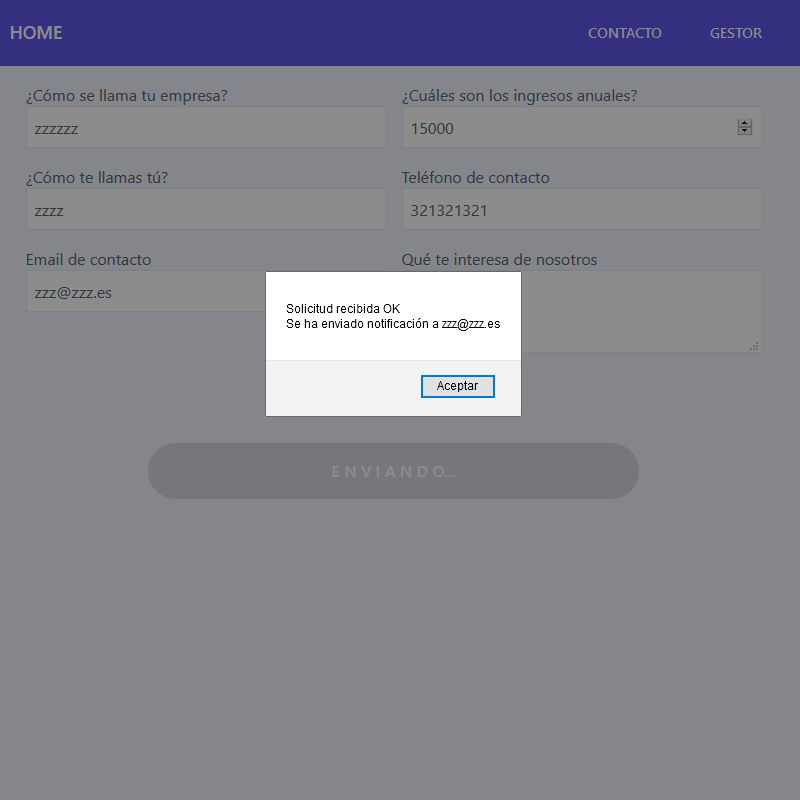 HOME
CONTACTO
GESTOR
¿Cómo se llama tu empresa?
¿Cuáles son los ingresos anuales?
zzzzzz
15000
¿Cómo te llamas tú?
Teléfono de contacto
zzzz
321321321
Email de contacto
Qué te interesa de nosotros
zzz@zzz.es
Solicitud recibida OK
Se ha enviado notificación a zzz@zzz.es
Aceptar
ENVIANDO...